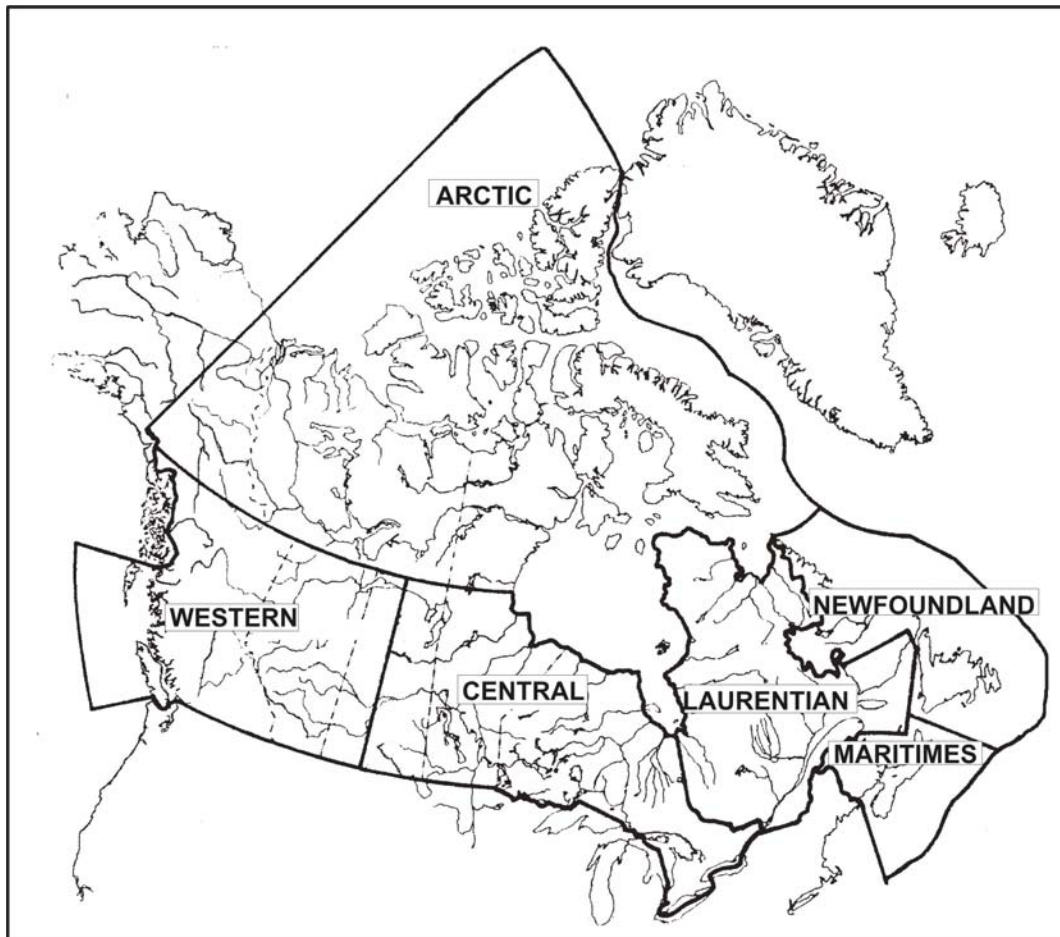 ARCTIC
NEWFOUNDLAND
WESTERN
CENTRAL
LAURENTIAN
MARITIMES